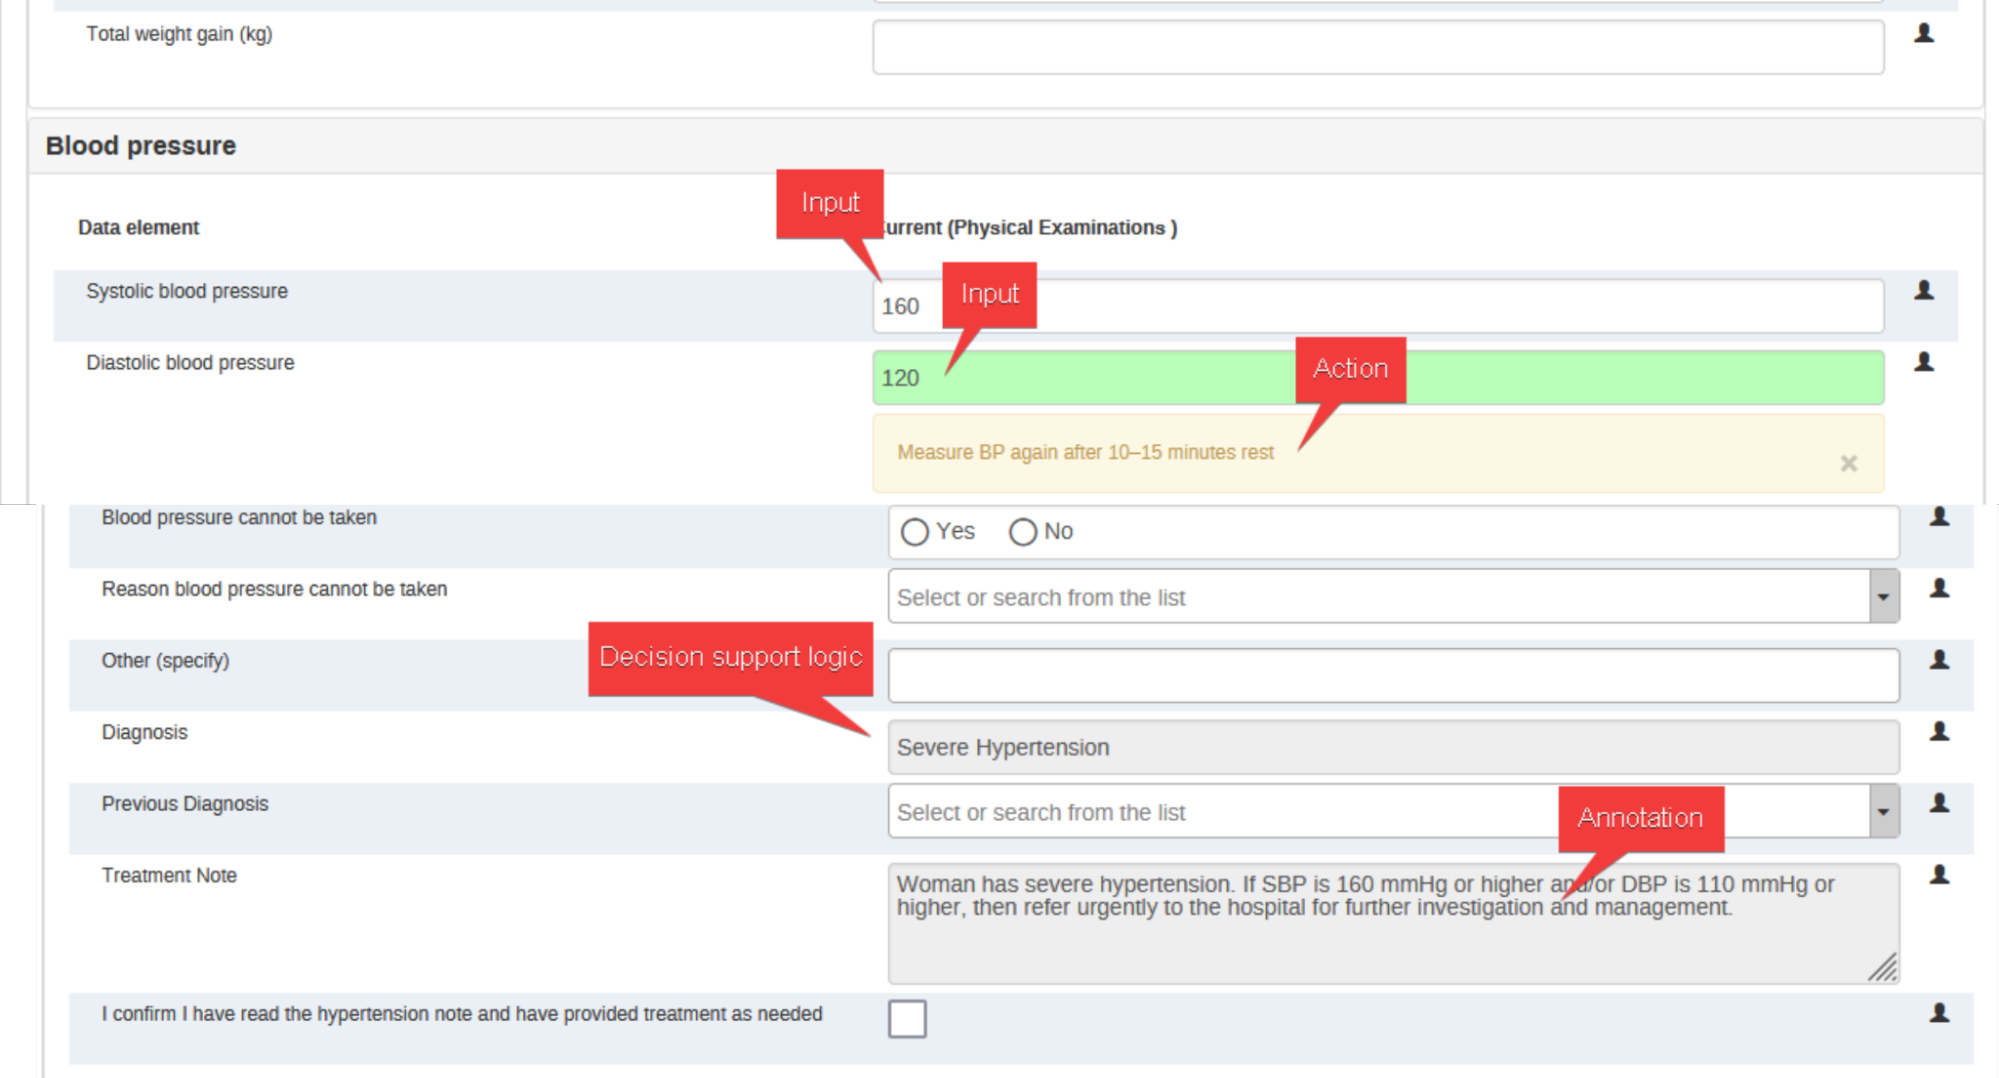 Total weight gain (kg)
Blood pressure
Input
Data element
urrent (Physical Examinations )
Systolic blood pressure
160
Input
Diastolic blood pressure
120
Action
Measure BP again after 10–15 minutes rest
×
Blood pressure cannot be taken
Yes No
Reason blood pressure cannot be taken
Select or search from the list
Decision support logic
Other (specify)
Diagnosis
Severe Hypertension
Previous Diagnosis
Select or search from the list
Annotation
Treatment Note
Woman has severe hypertension. If SBP is 160 mmHg or higher and/or DBP is 110 mmHg or
higher, then refer urgently to the hospital for further investigation and management.
I confirm I have read the hypertension note and have provided treatment as needed